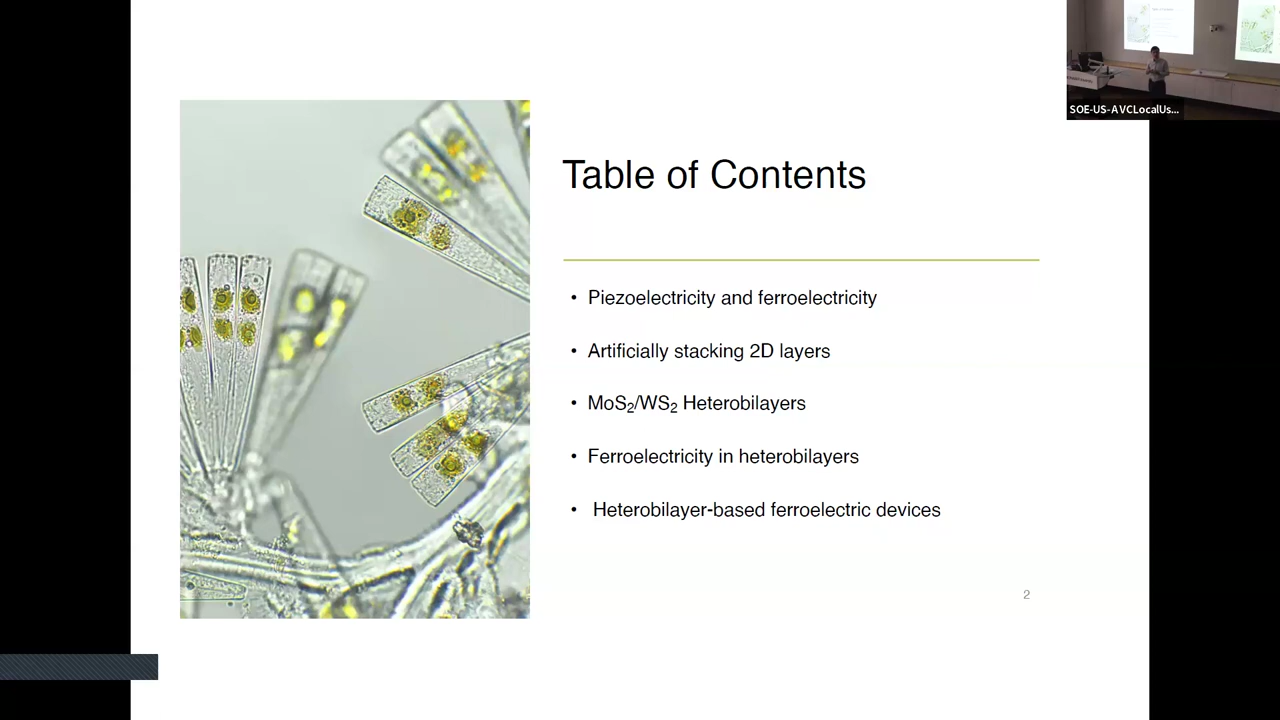 SOE-US-AVCLocalUs...
Table of Contents
• Piezoelectricity and ferroelectricity
• Artificially stacking 2D layers
• MoS₂/WS₂ Heterobilayers
• Ferroelectricity in heterobilayers
• Heterobilayer-based ferroelectric devices
2